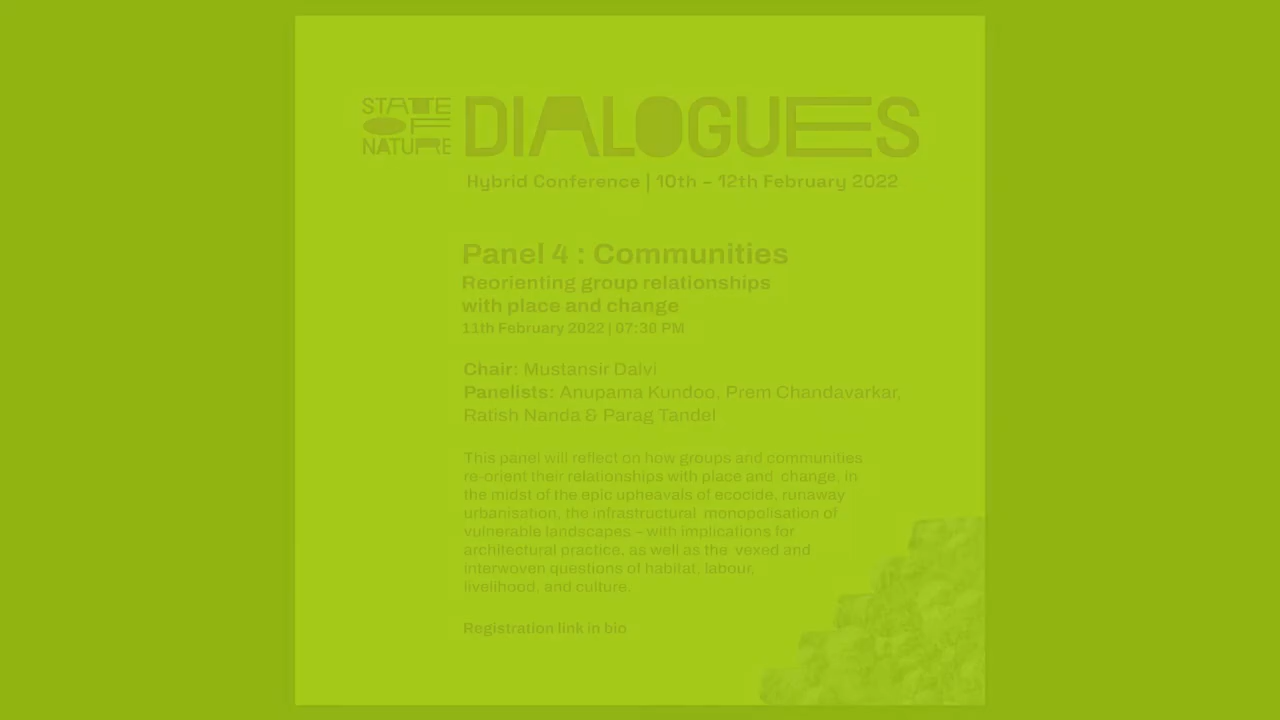 STATE
OF
NATURE
DIALOGUES
Hybrid Conference | 10th – 12th February 2022
Panel 4 : Communities
Reorienting group relationships
with place and change
11th February 2022 | 07:30 PM
Chair: Mustansir Dalvi
Panelists: Anupama Kundoo, Prem Chandavarkar,
Ratish Nanda & Parag Tandel
This panel will reflect on how groups and communities
re-orient their relationships with place and change. In
the midst of the epic upheavals of ecocide, runaway
urbanisation, the infrastructural monopolisation of
vulnerable landscapes – with implications for
architectural practice, as well as the vexed and
interwoven questions of habitat, labour,
livelihood, and culture.
Registration link in bio